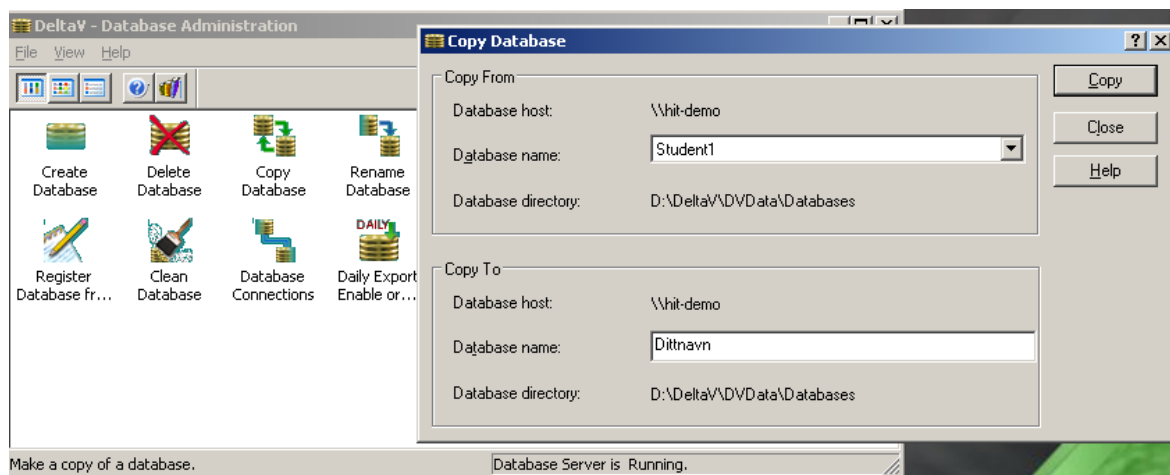 DeltaV - Database Administration
File View Help
Create Database
Delete Database
Copy Database
Rename Database
Register Database fr...
Clean Database
Database Connections
DAILY
Daily Export Enable or...
Make a copy of a database.
Database Server is Running.
Copy Database
Copy From
Database host: \\hit-demo
Database name: Student1
Database directory: D:\DeltaV\DVData\Databases
Copy To
Database host: \\hit-demo
Database name: Dittnavn
Database directory: D:\DeltaV\DVData\Databases
Copy
Close
Help